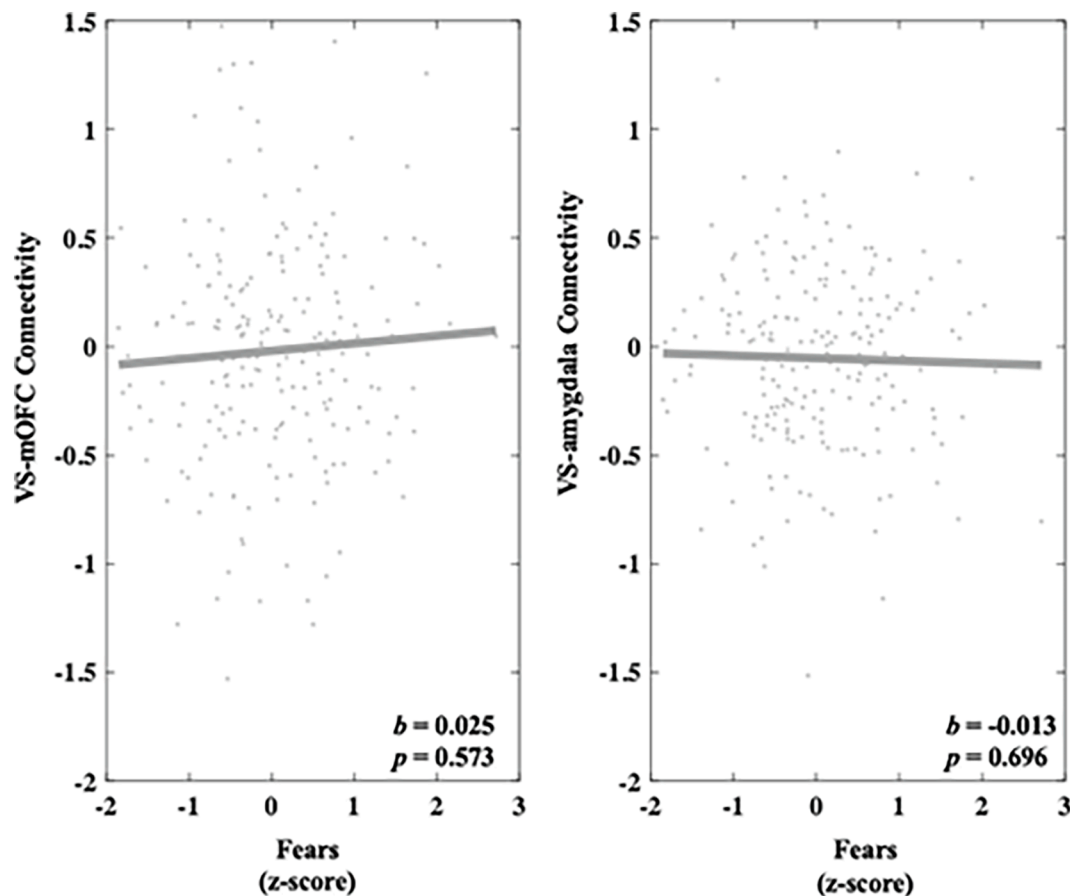 1.5
1
0.5
0
-0.5
-1
-1.5
-2
VS-mOFC Connectivity
b = 0.025
p = 0.573
-2 -1 0 1 2 3
Fears
(z-score)
1.5
1
0.5
0
-0.5
-1
-1.5
-2
VS-amygdala Connectivity
b = -0.013
p = 0.696
-2 -1 0 1 2 3
Fears
(z-score)